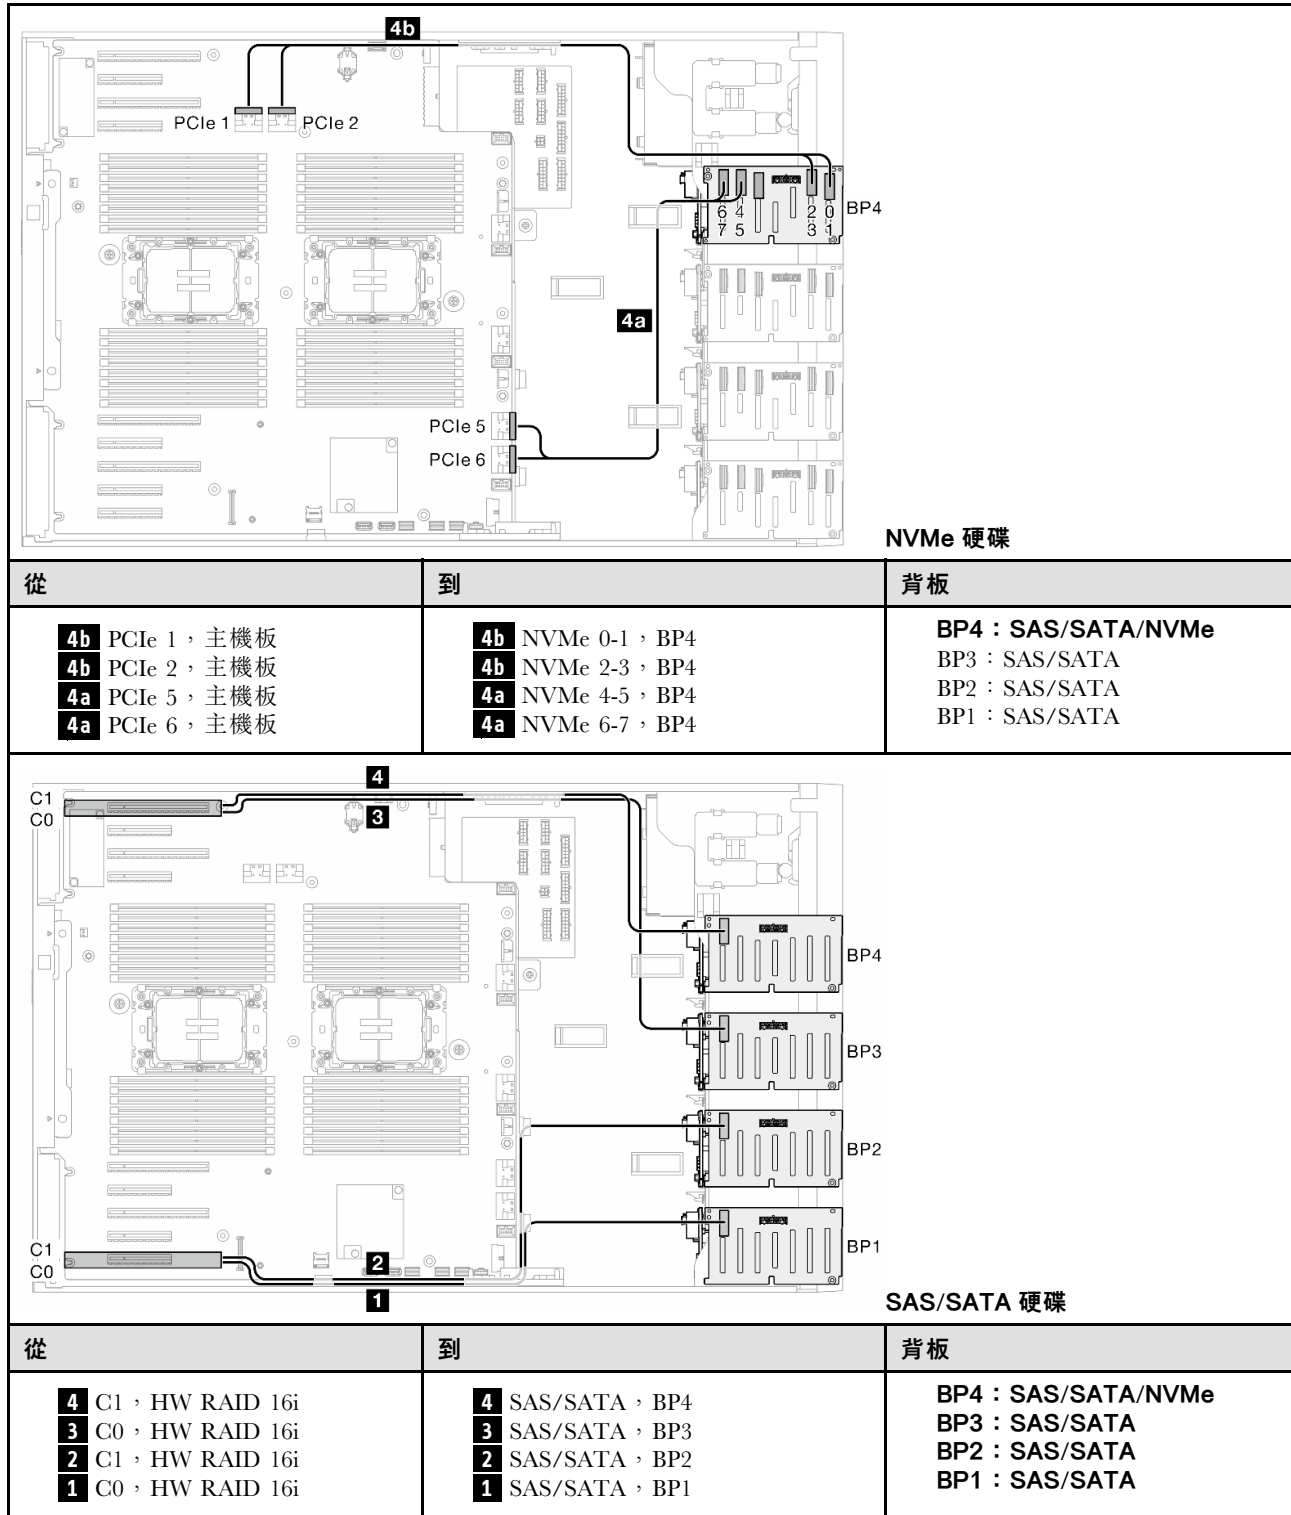 4b
PCIe 1
PCIe 2
6 4 2 0
7 5 3 1
BP4
4a
PCIe 5
PCIe 6
NVMe 硬碟
從 到 背板
4b PCIe 1，主機板
4b PCIe 2，主機板
4a PCIe 5，主機板
4a PCIe 6，主機板
4b NVMe 0-1，BP4
4b NVMe 2-3，BP4
4a NVMe 4-5，BP4
4a NVMe 6-7，BP4
BP4：SAS/SATA/NVMe
BP3：SAS/SATA
BP2：SAS/SATA
BP1：SAS/SATA
4
C1
C0
3
BP4
BP3
BP2
C1
C0
2
BP1
1
SAS/SATA 硬碟
從 到 背板
4 C1，HW RAID 16i
3 C0，HW RAID 16i
2 C1，HW RAID 16i
1 C0，HW RAID 16i
4 SAS/SATA，BP4
3 SAS/SATA，BP3
2 SAS/SATA，BP2
1 SAS/SATA，BP1
BP4：SAS/SATA/NVMe
BP3：SAS/SATA
BP2：SAS/SATA
BP1：SAS/SATA